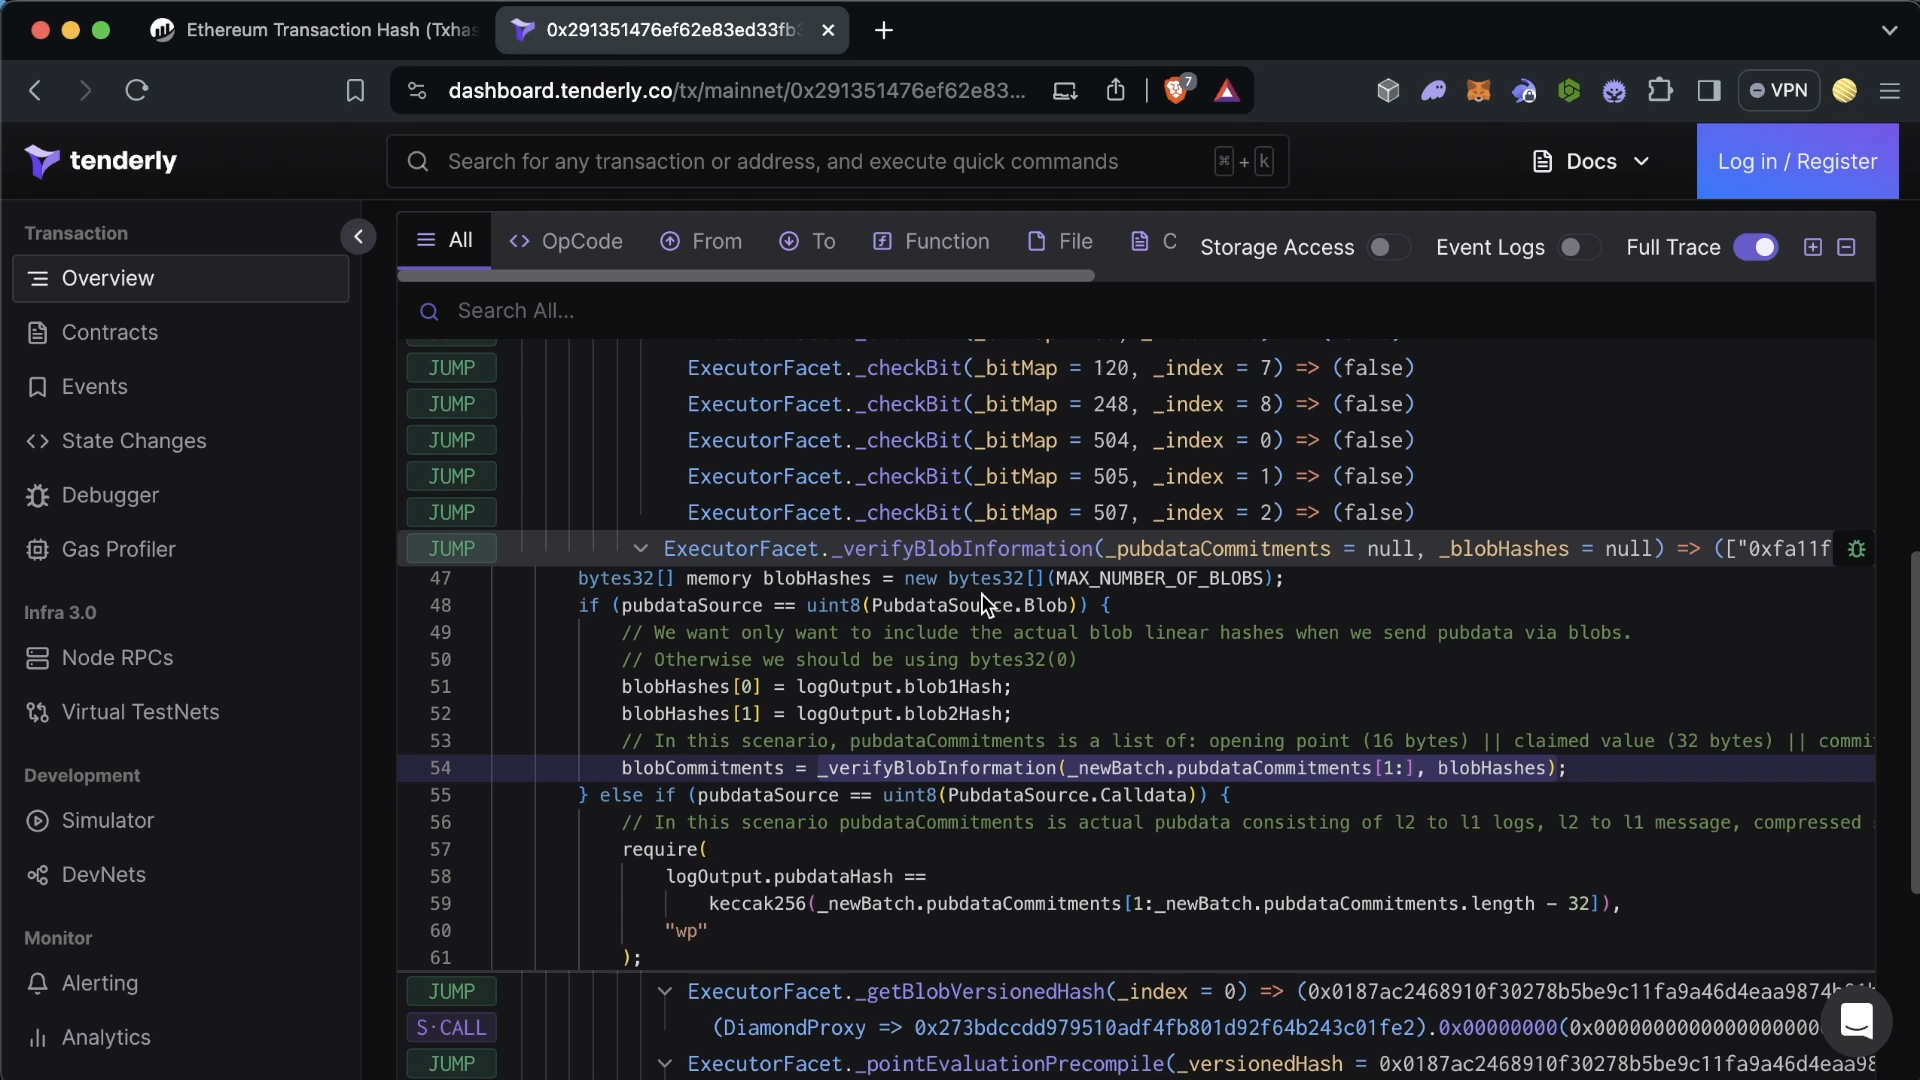 Ethereum Transaction Hash (Txhas
0x291351476ef62e83ed33fb3
dashboard.tenderly.co/tx/mainnet/0x291351476ef62e83...
7
VPN
tenderly
Search for any transaction or address, and execute quick commands
⌘ + k
Docs
Log in / Register
Transaction
Overview
Contracts
Events
State Changes
Debugger
Gas Profiler
Infra 3.0
Node RPCs
Virtual TestNets
Development
Simulator
DevNets
Monitor
Alerting
Analytics
All
OpCode
From
To
Function
File
C
Storage Access
Event Logs
Full Trace
Search All...
JUMP ExecutorFacet._checkBit(_bitMap = 120, _index = 7) => (false)
JUMP ExecutorFacet._checkBit(_bitMap = 248, _index = 8) => (false)
JUMP ExecutorFacet._checkBit(_bitMap = 504, _index = 0) => (false)
JUMP ExecutorFacet._checkBit(_bitMap = 505, _index = 1) => (false)
JUMP ExecutorFacet._checkBit(_bitMap = 507, _index = 2) => (false)
JUMP ExecutorFacet._verifyBlobInformation(_pubdataCommitments = null, _blobHashes = null) => (["0xfa11f
47 bytes32[] memory blobHashes = new bytes32[](MAX_NUMBER_OF_BLOBS);
48 if (pubdataSource == uint8(PubdataSource.Blob)) {
49 // We want only want to include the actual blob linear hashes when we send pubdata via blobs.
50 // Otherwise we should be using bytes32(0)
51 blobHashes[0] = logOutput.blob1Hash;
52 blobHashes[1] = logOutput.blob2Hash;
53 // In this scenario, pubdataCommitments is a list of: opening point (16 bytes) || claimed value (32 bytes) || commi
54 blobCommitments = _verifyBlobInformation(_newBatch.pubdataCommitments[1:], blobHashes);
55 } else if (pubdataSource == uint8(PubdataSource.Calldata)) {
56 // In this scenario pubdataCommitments is actual pubdata consisting of l2 to l1 logs, l2 to l1 message, compressed
57 require(
58 logOutput.pubdataHash ==
59 keccak256(_newBatch.pubdataCommitments[1:_newBatch.pubdataCommitments.length - 32]),
60 "wp"
61 );
JUMP ExecutorFacet._getBlobVersionedHash(_index = 0) => (0x0187ac2468910f30278b5be9c11fa9a46d4eaa9874b
S·CALL (DiamondProxy => 0x273bdccdd979510adf4fb801d92f64b243c01fe2).0x00000000(0x0000000000000000000
JUMP ExecutorFacet._pointEvaluationPrecompile(_versionedHash = 0x0187ac2468910f30278b5be9c11fa9a46d4eaa98